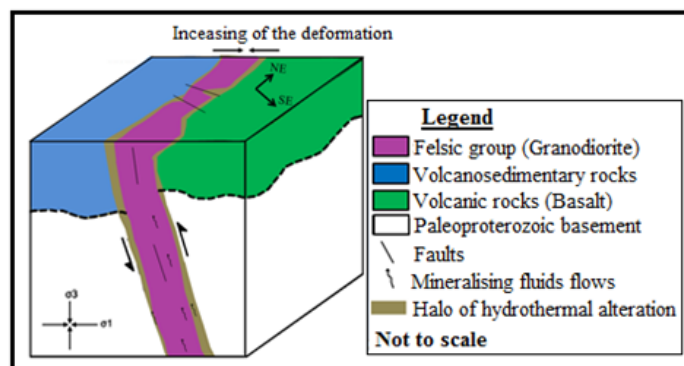 Inceasing of the deformation
NE
SE
σ3
σ1
Legend
Felsic group (Granodiorite)
Volcanosedimentary rocks
Volcanic rocks (Basalt)
Paleoproterozoic basement
Faults
Mineralising fluids flows
Halo of hydrothermal alteration
Not to scale